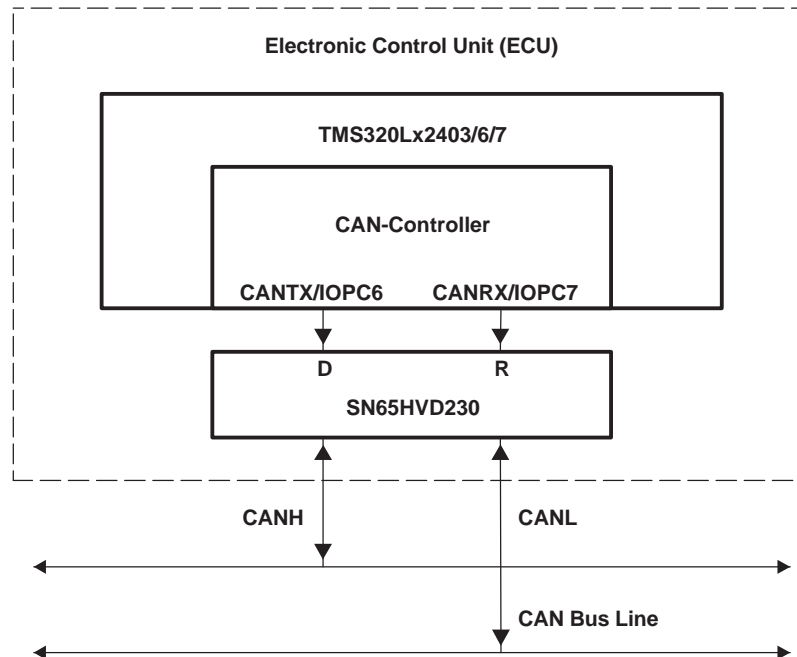 Electronic Control Unit (ECU)
TMS320Lx2403/6/7
CAN-Controller
CANTX/IOPC6 CANRX/IOPC7
D R
SN65HVD230
CANH CANL
CAN Bus Line